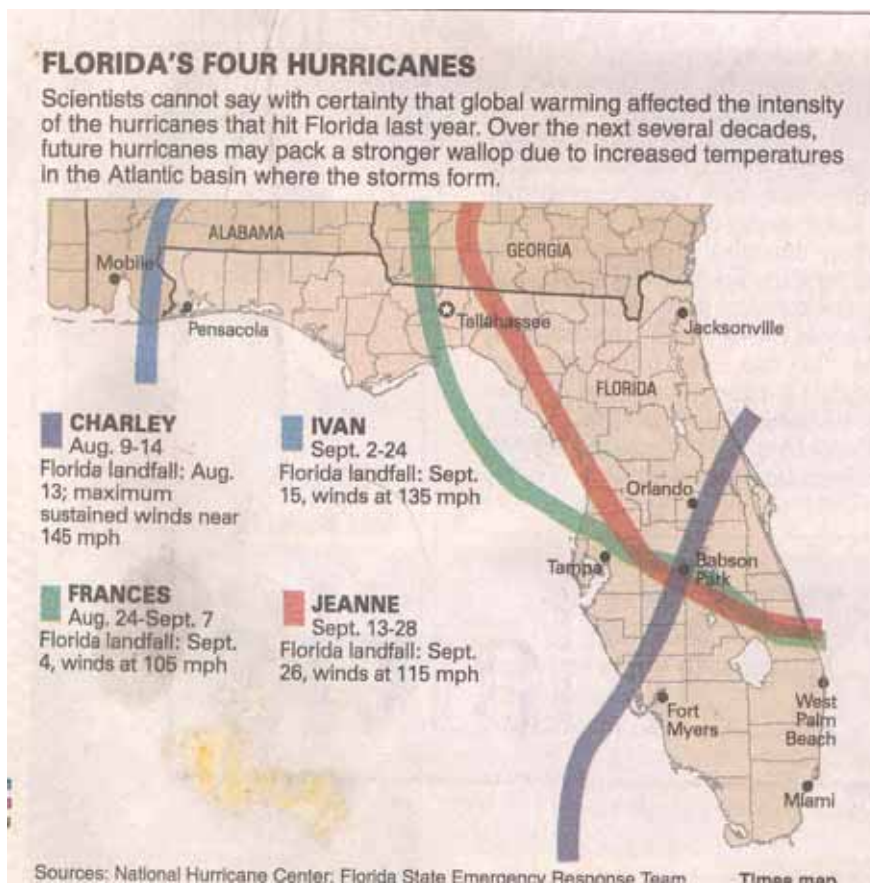 FLORIDA'S FOUR HURRICANES
Scientists cannot say with certainty that global warming affected the intensity
of the hurricanes that hit Florida last year. Over the next several decades,
future hurricanes may pack a stronger wallop due to increased temperatures
in the Atlantic basin where the storms form.
ALABAMA
GEORGIA
Mobile
Pensacola
Tallahassee
Jacksonville
FLORIDA
CHARLEY
Aug. 9-14
Florida landfall: Aug.
13; maximum
sustained winds near
145 mph
IVAN
Sept. 2-24
Florida landfall: Sept.
15, winds at 135 mph
Orlando
Tampa
Babson
Park
FRANCES
Aug. 24-Sept. 7
Florida landfall: Sept.
4, winds at 105 mph
JEANNE
Sept. 13-28
Florida landfall: Sept.
26, winds at 115 mph
Fort
Myers
West
Palm
Beach
Miami
Sources: National Hurricane Center; Florida State Emergency Response Team
Times map